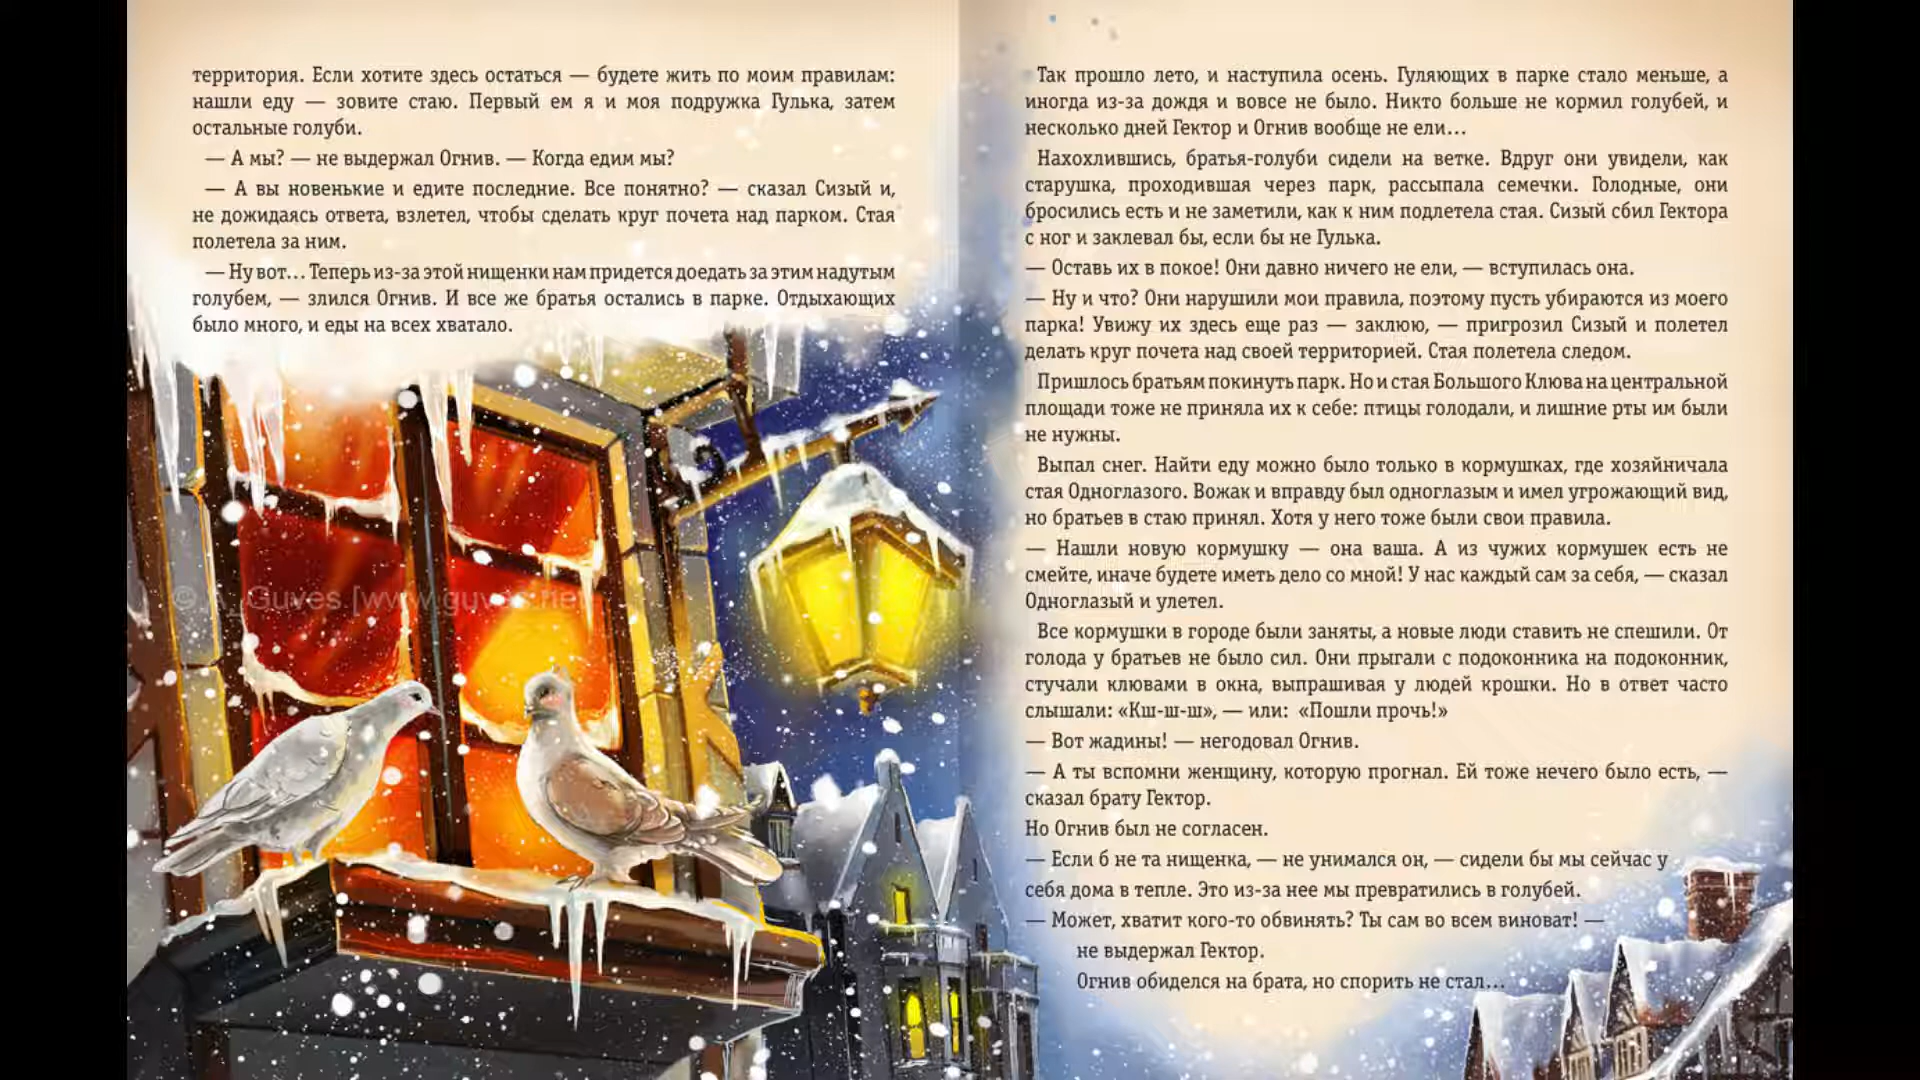 территория. Если хотите здесь остаться — будете жить по моим правилам:
нашли еду — зовите стаю. Первый ем я и моя подружка Гулька, затем
остальные голуби.
— А мы? — не выдержал Огнив. — Когда едим мы?
— А вы новенькие и едите последние. Все понятно? — сказал Сизый и,
не дожидаясь ответа, взлетел, чтобы сделать круг почета над парком. Стая
полетела за ним.
— Ну вот… Теперь из-за этой нищенки нам придется доедать за этим надутым
голубем, — злился Огнив. И все же братья остались в парке. Отдыхающих
было много, и еды на всех хватало.
Так прошло лето, и наступила осень. Гуляющих в парке стало меньше, а
иногда из-за дождя и вовсе не было. Никто больше не кормил голубей, и
несколько дней Гектор и Огнив вообще не ели…
Нахохлившись, братья-голуби сидели на ветке. Вдруг они увидели, как
старушка, проходившая через парк, рассыпала семечки. Голодные, они
бросились есть и не заметили, как к ним подлетела стая. Сизый сбил Гектора
с ног и заклевал бы, если бы не Гулька.
— Оставь их в покое! Они давно ничего не ели, — вступилась она.
— Ну и что? Они нарушили мои правила, поэтому пусть убираются из моего
парка! Увижу их здесь еще раз — заклюю, — пригрозил Сизый и полетел
делать круг почета над своей территорией. Стая полетела следом.
Пришлось братьям покинуть парк. Но и стая Большого Клюва на центральной
площади тоже не приняла их к себе: птицы голодали, и лишние рты им были
не нужны.
Выпал снег. Найти еду можно было только в кормушках, где хозяйничала
стая Одноглазого. Вожак и вправду был одноглазым и имел угрожающий вид,
но братьев в стаю принял. Хотя у него тоже были свои правила.
— Нашли новую кормушку — она ваша. А из чужих кормушек есть не
смейте, иначе будете иметь дело со мной! У нас каждый сам за себя, — сказал
Одноглазый и улетел.
Все кормушки в городе были заняты, а новые люди ставить не спешили. От
голода у братьев не было сил. Они прыгали с подоконника на подоконник,
стучали клювами в окна, выпрашивая у людей крошки. Но в ответ часто
слышали: «Кш-ш-ш», — или: «Пошли прочь!»
— Вот жадины! — негодовал Огнив.
— А ты вспомни женщину, которую прогнал. Ей тоже нечего было есть, —
сказал брату Гектор.
Но Огнив был не согласен.
— Если б не та нищенка, — не унимался он, — сидели бы мы сейчас у
себя дома в тепле. Это из-за нее мы превратились в голубей.
— Может, хватит кого-то обвинять? Ты сам во всем виноват! —
не выдержал Гектор.
Огнив обиделся на брата, но спорить не стал…
Guves